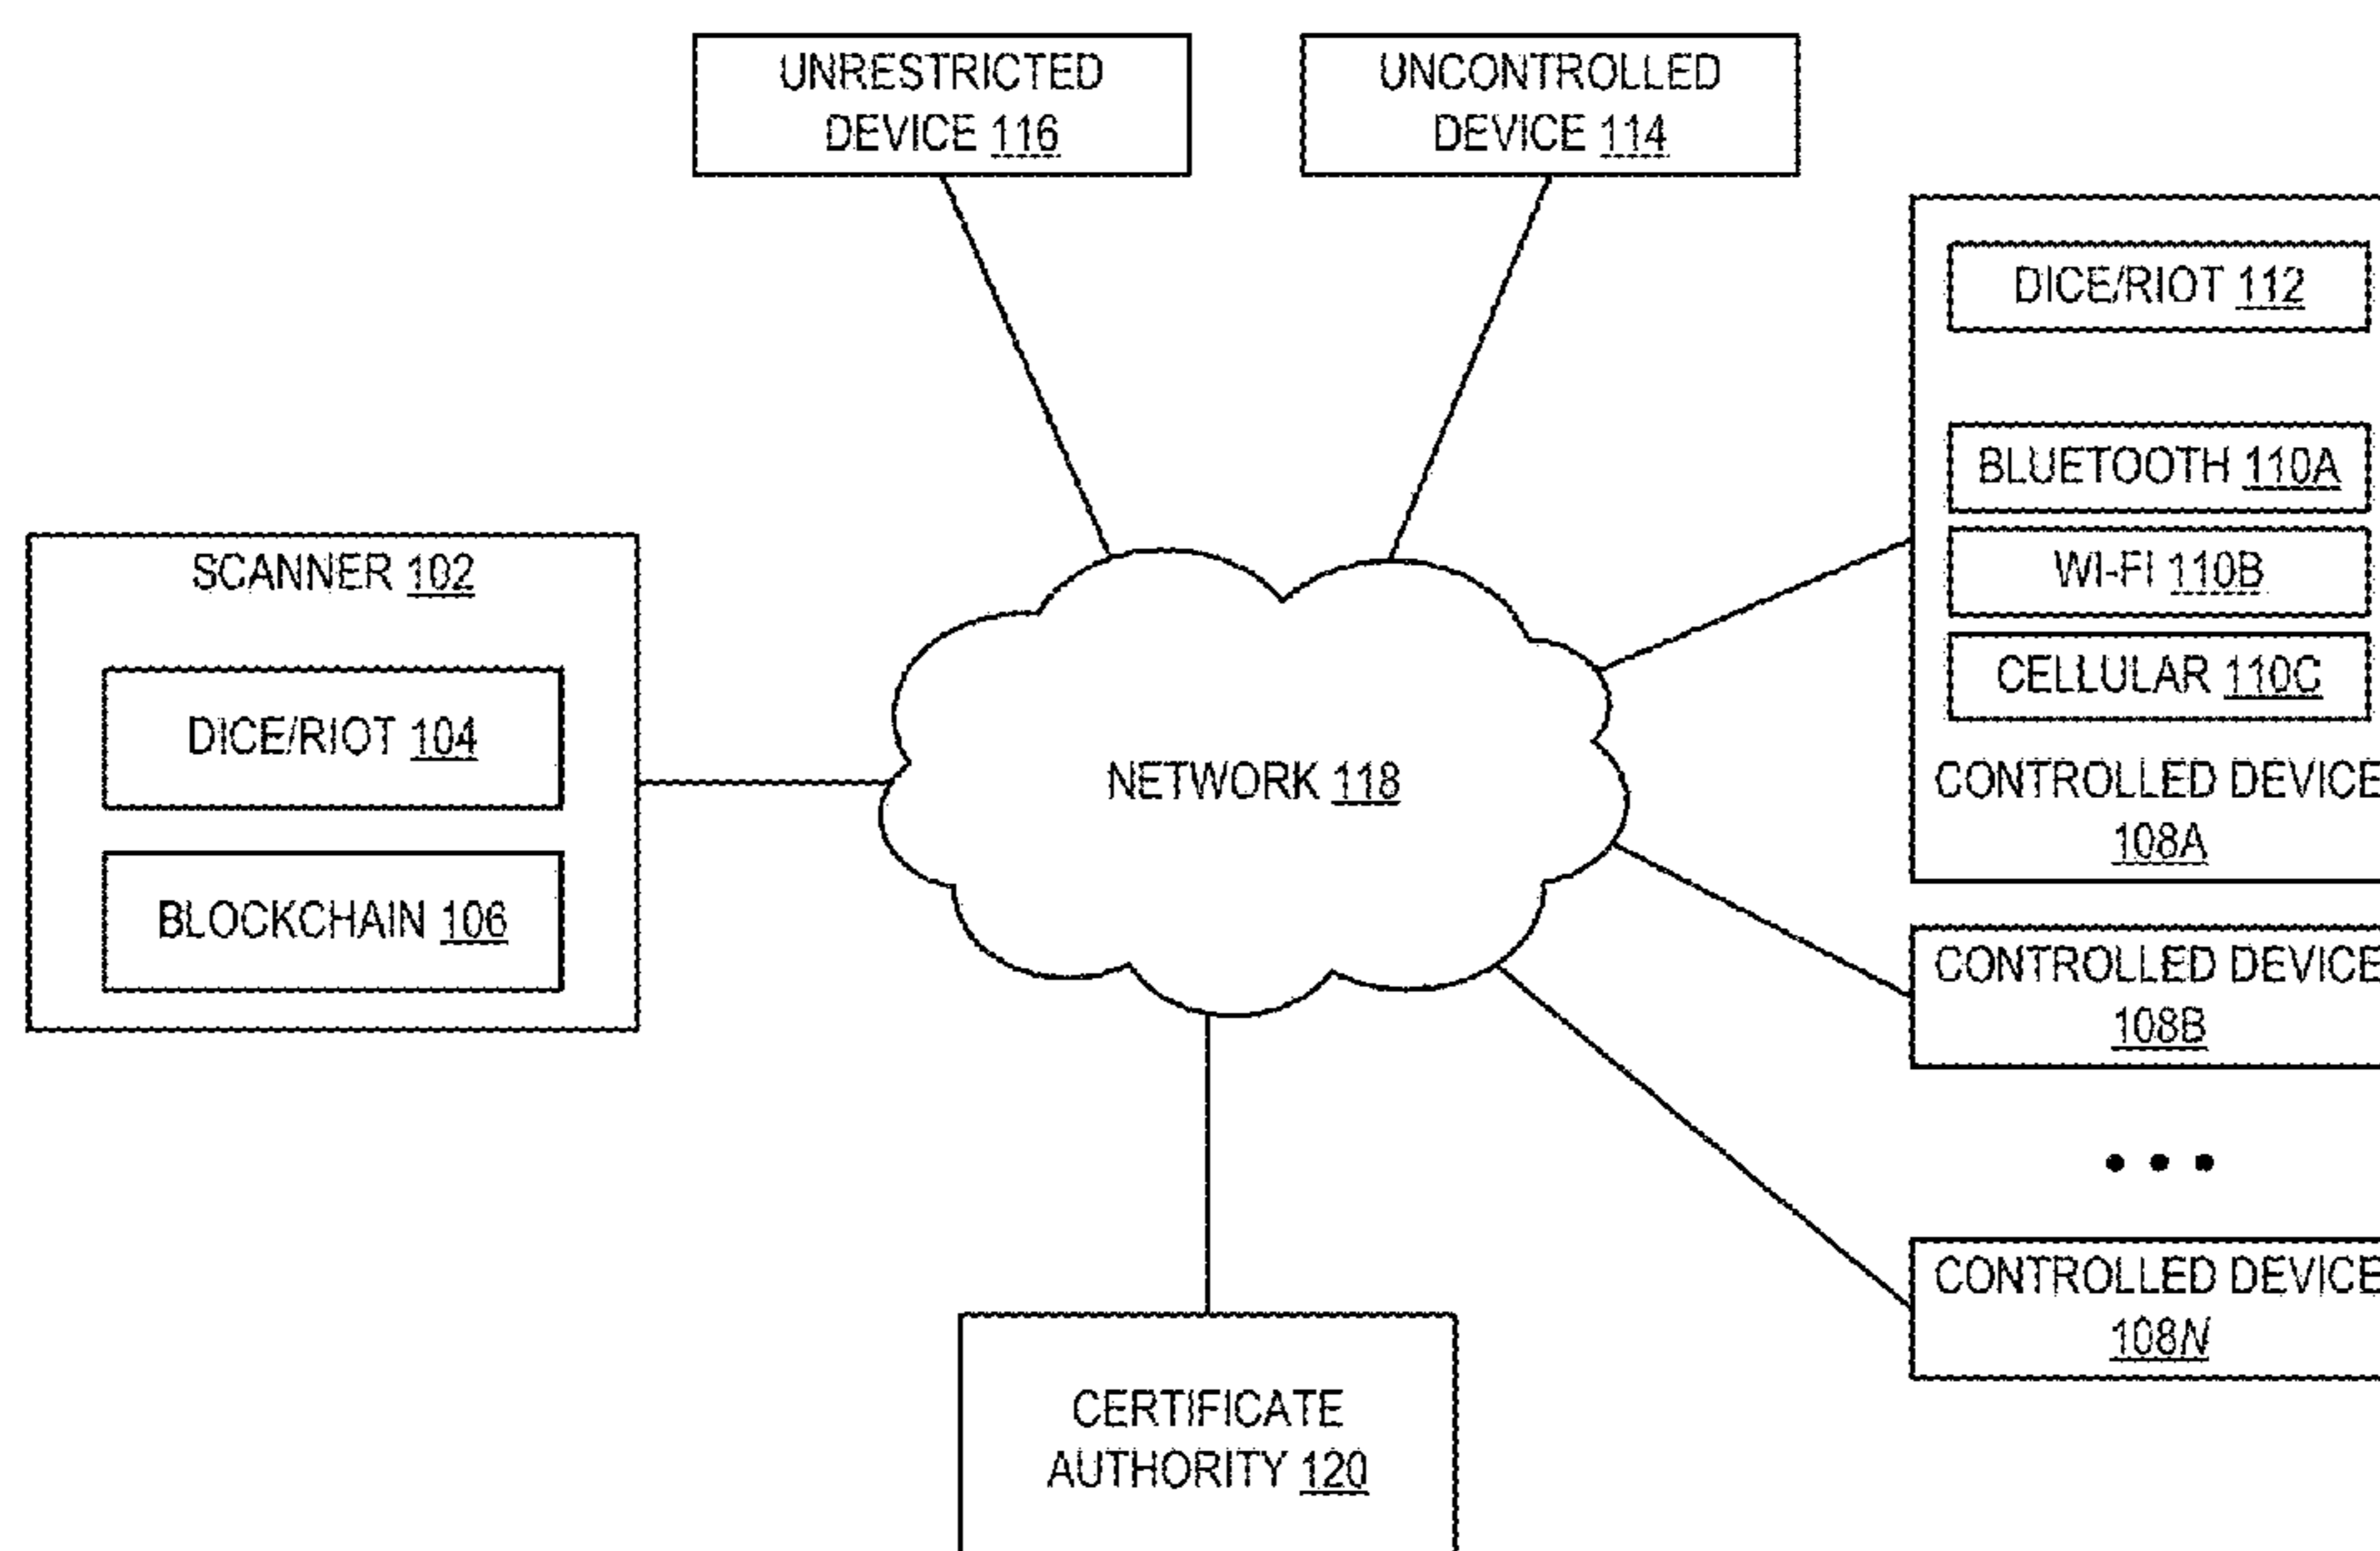 UNRESTRICTED
DEVICE 116
UNCONTROLLED
DEVICE 114
DICE/RIOT 112
BLUETOOTH 110A
WI-FI 110B
CELLULAR 110C
CONTROLLED DEVICE
108A
SCANNER 102
DICE/RIOT 104
BLOCKCHAIN 106
NETWORK 118
CONTROLLED DEVICE
108B
• • •
CONTROLLED DEVICE
108N
CERTIFICATE
AUTHORITY 120